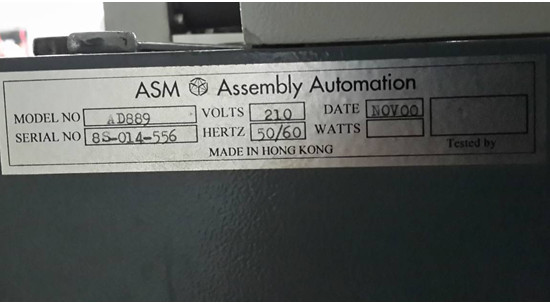 ASM Assembly Automation
MODEL NO AD889 VOLTS 210 DATE NOV00
SERIAL NO 8S-014-556 HERTZ 50/60 WATTS
MADE IN HONG KONG Tested by